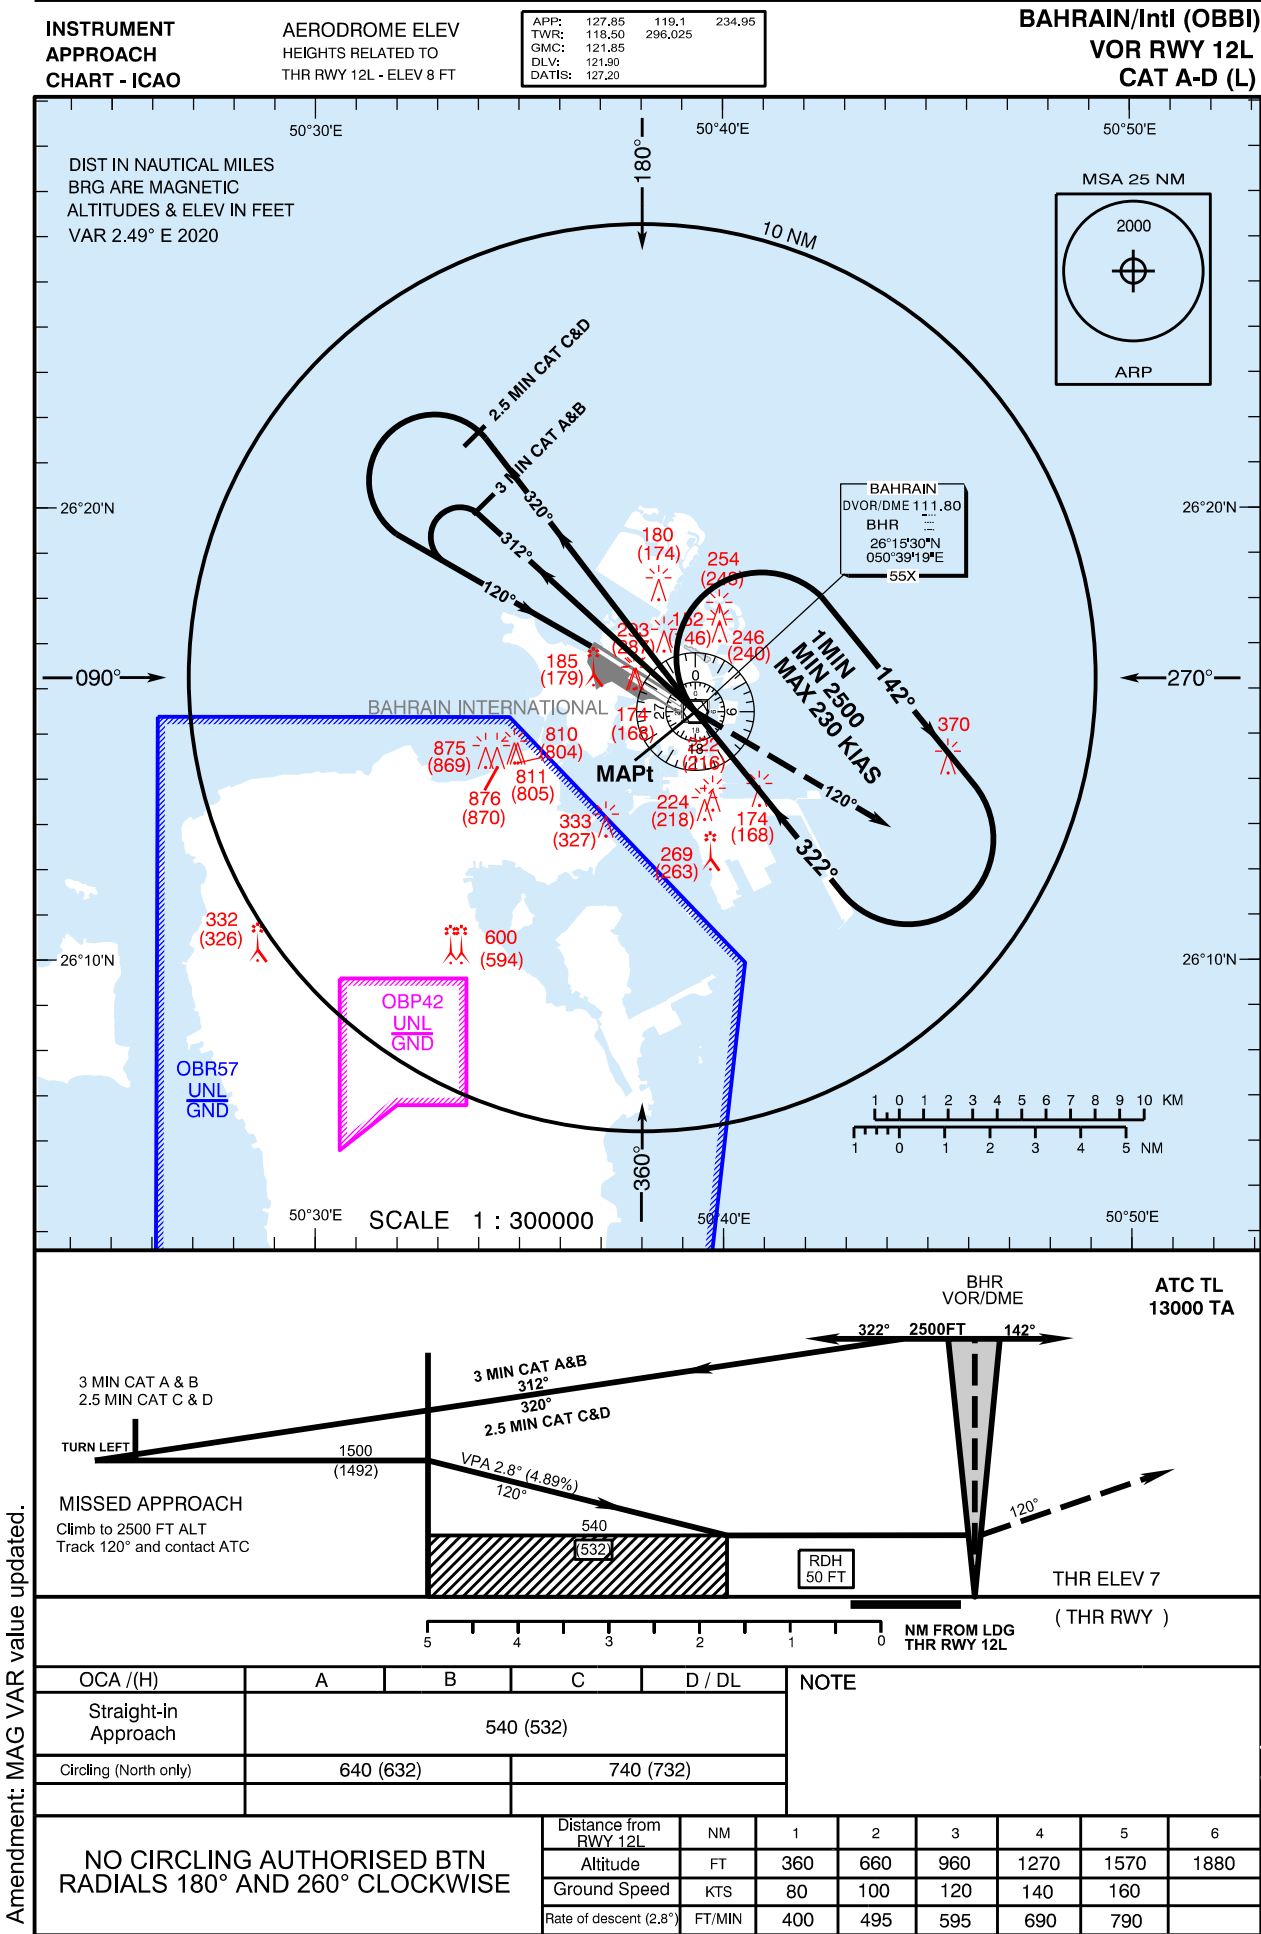 INSTRUMENT
APPROACH
CHART - ICAO
AERODROME ELEV
HEIGHTS RELATED TO
THR RWY 12L - ELEV 8 FT
APP: 127.85 119.1 234.95
TWR: 118.50 296.025
GMC: 121.85
DLV: 121.90
DATIS: 127.20
BAHRAIN/Intl (OBBI)
VOR RWY 12L
CAT A-D (L)
50°30'E
50°40'E
50°50'E
DIST IN NAUTICAL MILES
BRG ARE MAGNETIC
ALTITUDES & ELEV IN FEET
VAR 2.49° E 2020
180°
10 NM
MSA 25 NM
2000
ARP
2.5 MIN CAT C&D
3 MIN CAT A&B
320°
312°
120°
26°20'N
26°20'N
BAHRAIN
DVOR/DME 111.80
BHR
26°15'30"N
050°39'19"E
55X
180
(174)
254
(248)
246
(240)
185
(179)
174
(168)
1MIN
MIN 2500
MAX 230 KIAS
142°
370
090°
270°
BAHRAIN INTERNATIONAL
0
6
18
27
MAPt
875
(869)
810
(804)
811
(805)
876
(870)
333
(327)
(216)
224
(218)
174
(168)
269
(263)
120°
322°
332
(326)
600
(594)
26°10'N
26°10'N
OBP42
UNL
GND
OBR57
UNL
GND
360°
1 0 1 2 3 4 5 6 7 8 9 10 KM
1 0 1 2 3 4 5 NM
50°30'E
SCALE 1 : 300000
50°40'E
50°50'E
BHR
VOR/DME
ATC TL
13000 TA
322° 2500FT 142°
3 MIN CAT A&B
312°
320°
2.5 MIN CAT C&D
3 MIN CAT A & B
2.5 MIN CAT C & D
TURN LEFT
1500
(1492)
VPA 2.8° (4.89%)
120°
MISSED APPROACH
Climb to 2500 FT ALT
Track 120° and contact ATC
540
(532)
RDH
50 FT
120°
THR ELEV 7
( THR RWY )
5 4 3 2 1 0
NM FROM LDG
THR RWY 12L
OCA /(H) A B C D / DL
Straight-in
Approach
540 (532)
Circling (North only) 640 (632) 740 (732)
NOTE
NO CIRCLING AUTHORISED BTN
RADIALS 180° AND 260° CLOCKWISE
Distance from
RWY 12L
NM 1 2 3 4 5 6
Altitude FT 360 660 960 1270 1570 1880
Ground Speed KTS 80 100 120 140 160
Rate of descent (2.8°) FT/MIN 400 495 595 690 790
Amendment: MAG VAR value updated.